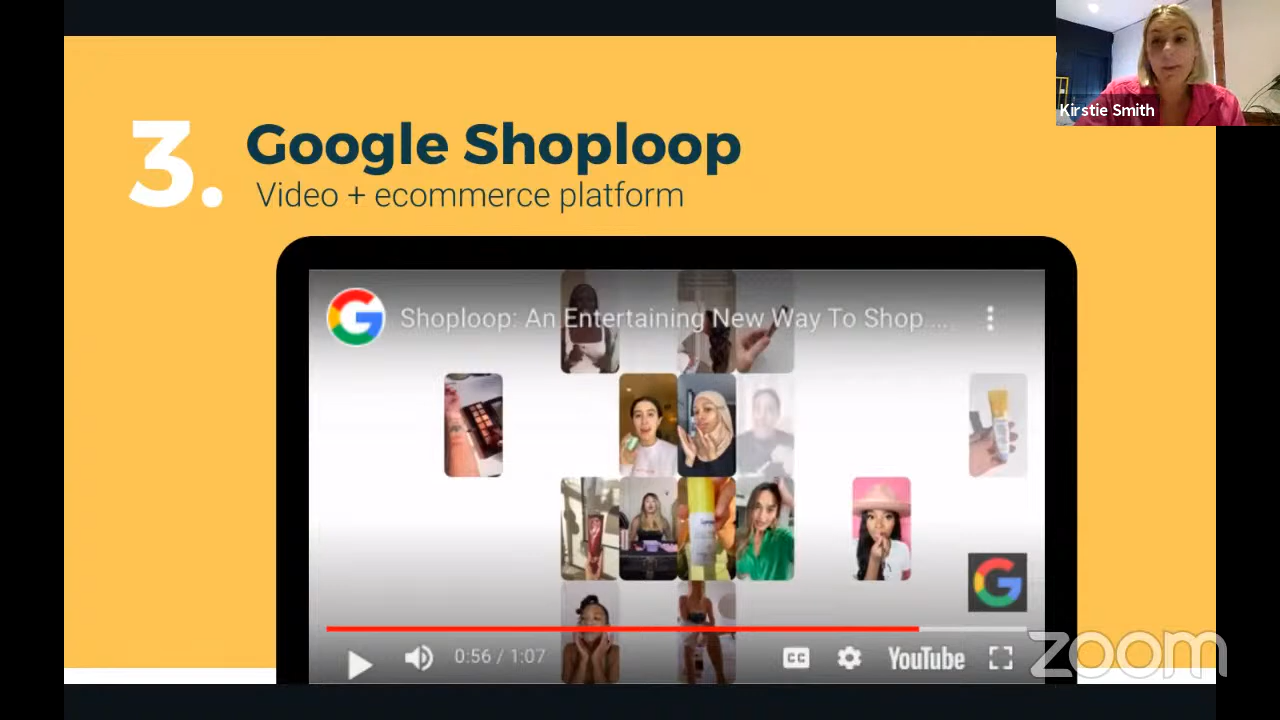 Kirstie Smith
3. Google Shoploop
Video + ecommerce platform
Shoploop: An Entertaining New Way To Shop ...
0:56 / 1:07
CC
YouTube
zoom